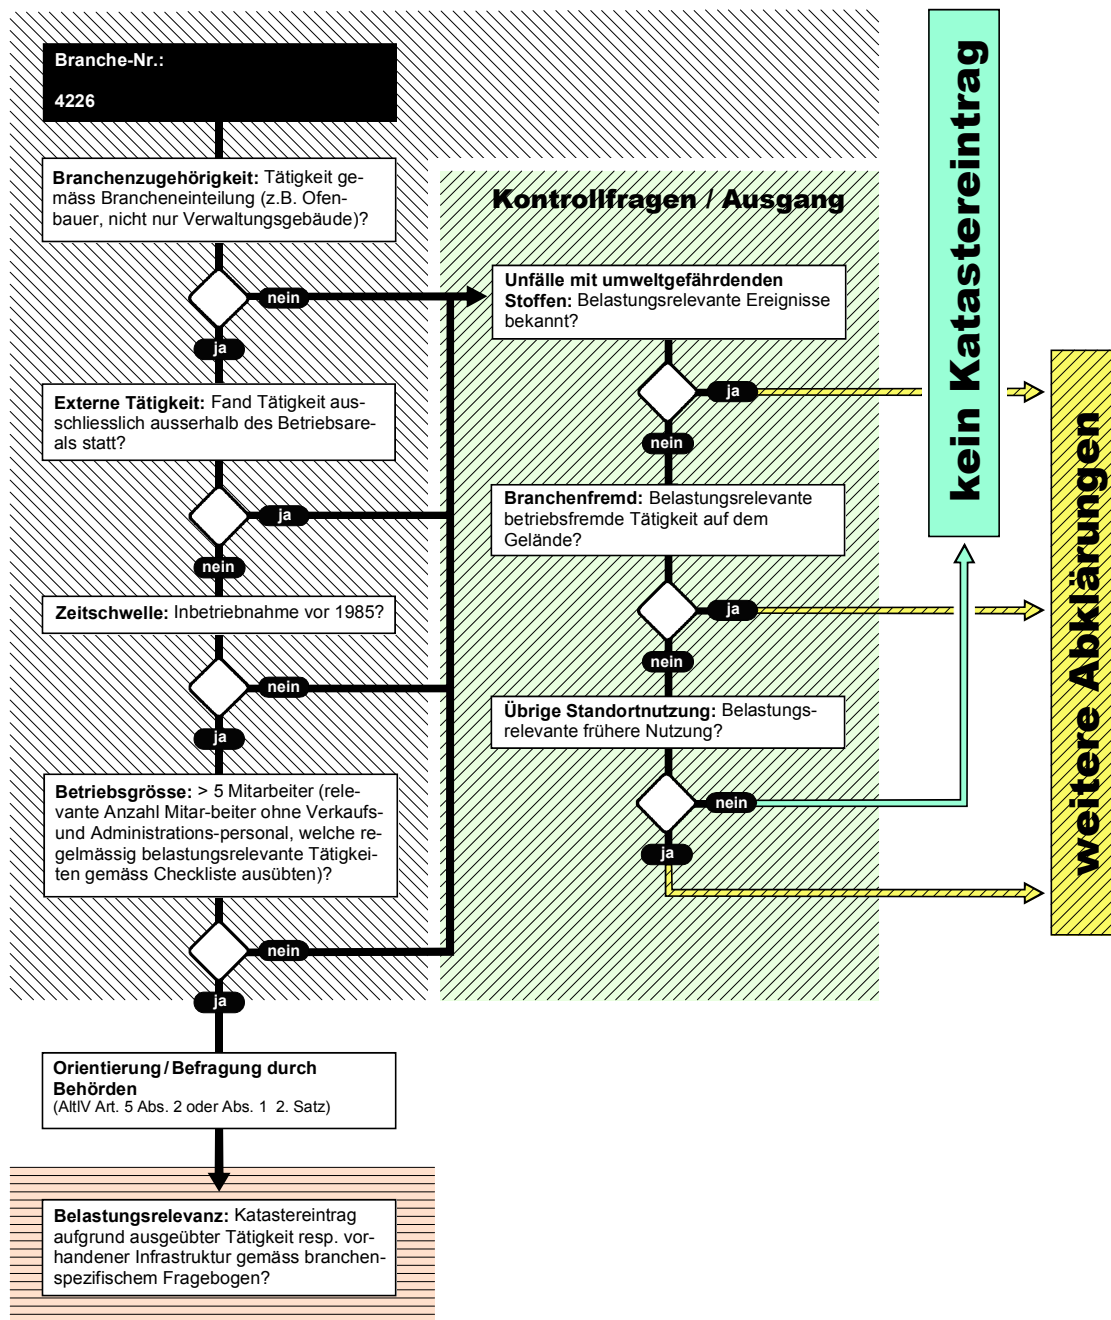 Branche-Nr.:
4226
Branchenzugehörigkeit: Tätigkeit ge-
mäss Brancheneinteilung (z.B. Ofen-
bauer, nicht nur Verwaltungsgebäude)?
nein
ja
Externe Tätigkeit: Fand Tätigkeit aus-
schliesslich ausserhalb des Betriebsare-
als statt?
ja
nein
Zeitschwelle: Inbetriebnahme vor 1985?
nein
ja
Betriebsgrösse: > 5 Mitarbeiter (rele-
vante Anzahl Mitar-beiter ohne Verkaufs-
und Administrations-personal, welche re-
gelmässig belastungsrelevante Tätigkei-
ten gemäss Checkliste ausübten)?
nein
ja
Orientierung / Befragung durch
Behörden
(AltlV Art. 5 Abs. 2 oder Abs. 1 2. Satz)
Belastungsrelevanz: Katastereintrag
aufgrund ausgeübter Tätigkeit resp. vor-
handener Infrastruktur gemäss branchen-
spezifischem Fragebogen?
Kontrollfragen / Ausgang
Unfälle mit umweltgefährdenden
Stoffen: Belastungsrelevante Ereignisse
bekannt?
ja
nein
Branchenfremd: Belastungsrelevante
betriebsfremde Tätigkeit auf dem
Gelände?
ja
nein
Übrige Standortnutzung: Belastungs-
relevante frühere Nutzung?
nein
ja
kein Katastereintrag
weitere Abklärungen